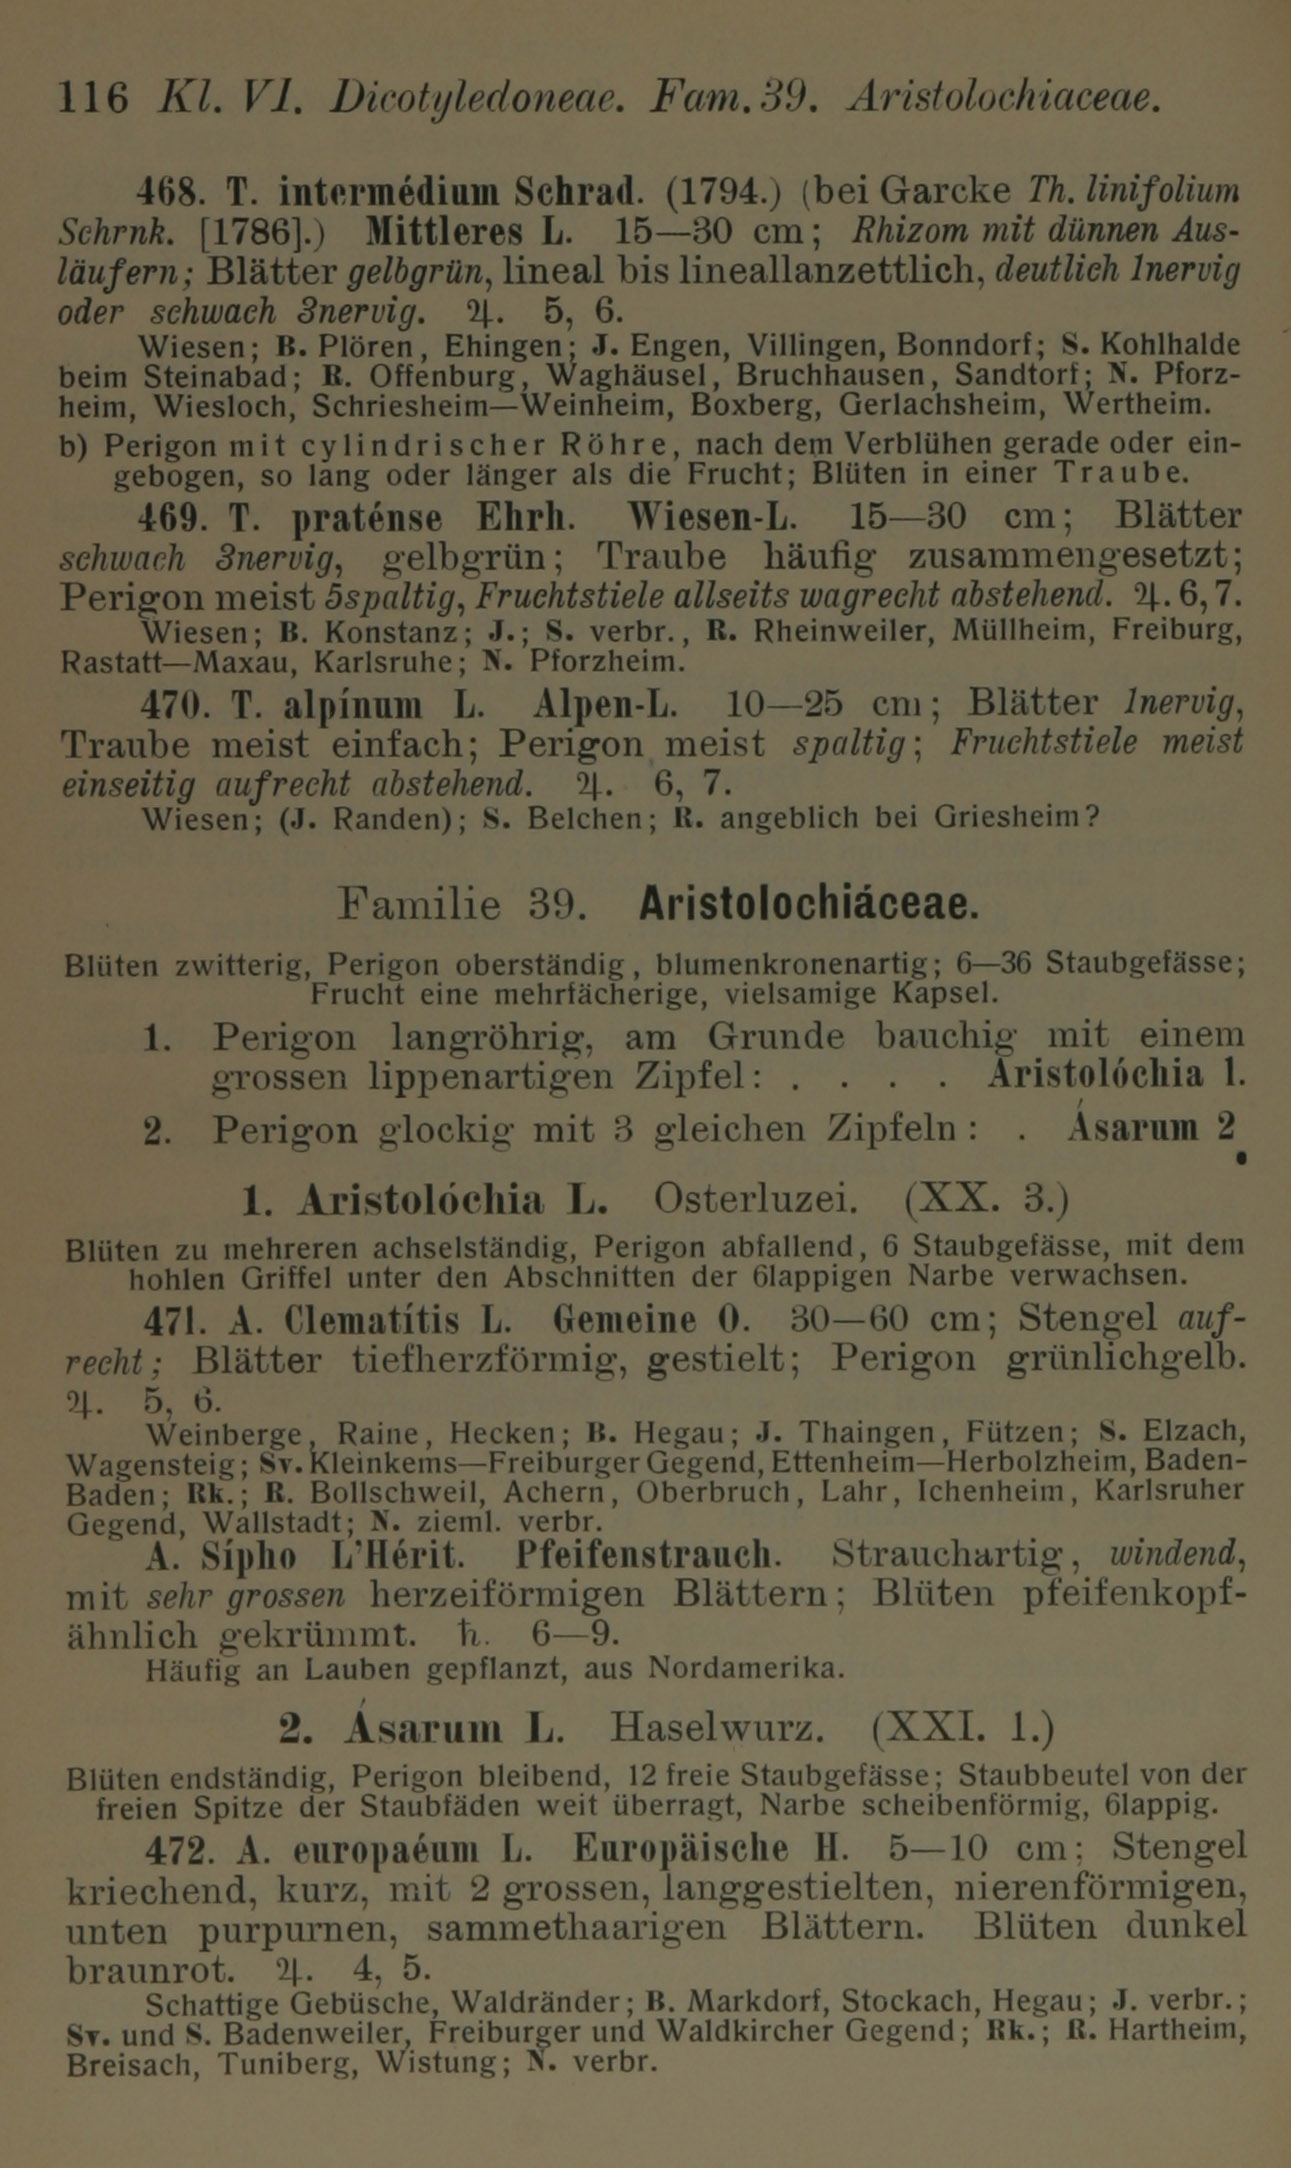 116 Kl. VI. Dicotyledoneae. Fam. 39. Aristolochiaceae.
468. T. intermédium Schrad. (1794.) (bei Garcke Th. linifolium
Schrnk. [1786].) Mittleres L. 15—30 cm; Rhizom mit dünnen Aus-
läufern; Blätter gelbgrün, lineal bis lineallanzettlich, deutlich 1nervig
oder schwach 3nervig. ♃. 5, 6.
Wiesen; B. Plören, Ehingen; J. Engen, Villingen, Bonndorf; S. Kohlhalde
beim Steinabad; R. Offenburg, Waghäusel, Bruchhausen, Sandtorf; N. Pforz-
heim, Wiesloch, Schriesheim—Weinheim, Boxberg, Gerlachsheim, Wertheim.
b) Perigon mit cylindrischer Röhre, nach dem Verblühen gerade oder ein-
gebogen, so lang oder länger als die Frucht; Blüten in einer Traube.
469. T. praténse Ehrh. Wiesen-L. 15—30 cm; Blätter
schwach 3nervig, gelbgrün; Traube häufig zusammengesetzt;
Perigon meist 5spaltig, Fruchtstiele allseits wagrecht abstehend. ♃. 6, 7.
Wiesen; B. Konstanz; J.; S. verbr., R. Rheinweiler, Müllheim, Freiburg,
Rastatt—Maxau, Karlsruhe; N. Pforzheim.
470. T. alpínum L. Alpen-L. 10—25 cm; Blätter 1nervig,
Traube meist einfach; Perigon meist spaltig; Fruchtstiele meist
einseitig aufrecht abstehend. ♃. 6, 7.
Wiesen; (J. Randen); S. Belchen; R. angeblich bei Griesheim?
Familie 39. Aristolochiáceae.
Blüten zwitterig, Perigon oberständig, blumenkronenartig; 6—36 Staubgefässe;
Frucht eine mehrfächerige, vielsamige Kapsel.
1. Perigon langröhrig, am Grunde bauchig mit einem
grossen lippenartigen Zipfel: . . . . Aristolóchia 1.
2. Perigon glockig mit 3 gleichen Zipfeln: . Ásarum 2.
1. Aristolóchia L. Osterluzei. (XX. 3.)
Blüten zu mehreren achselständig, Perigon abfallend, 6 Staubgefässe, mit dem
hohlen Griffel unter den Abschnitten der 6lappigen Narbe verwachsen.
471. A. Clematítis L. Gemeine O. 30—60 cm; Stengel auf-
recht; Blätter tiefherzförmig, gestielt; Perigon grünlichgelb.
♃. 5, 6.
Weinberge, Raine, Hecken; B. Hegau; J. Thaingen, Fützen; S. Elzach,
Wagensteig; Sv. Kleinkems—Freiburger Gegend, Ettenheim—Herbolzheim, Baden-
Baden; Rk.; R. Bollschweil, Achern, Oberbruch, Lahr, Ichenheim, Karlsruher
Gegend, Wallstadt; N. zieml. verbr.
A. Sípho L'Hérit. Pfeifenstrauch. Strauchartig, windend,
mit sehr grossen herzeiförmigen Blättern; Blüten pfeifenkopf-
ähnlich gekrümmt. ♄. 6—9.
Häufig an Lauben gepflanzt, aus Nordamerika.
2. Ásarum L. Haselwurz. (XXI. 1.)
Blüten endständig, Perigon bleibend, 12 freie Staubgefässe; Staubbeutel von der
freien Spitze der Staubfäden weit überragt, Narbe scheibenförmig, 6lappig.
472. A. europaéum L. Europäische H. 5—10 cm; Stengel
kriechend, kurz, mit 2 grossen, langgestielten, nierenförmigen,
unten purpurnen, sammethaarigen Blättern. Blüten dunkel
braunrot. ♃. 4, 5.
Schattige Gebüsche, Waldränder; B. Markdorf, Stockach, Hegau; J. verbr.;
Sv. und S. Badenweiler, Freiburger und Waldkircher Gegend; Rk.; R. Hartheim,
Breisach, Tuniberg, Wistung; N. verbr.